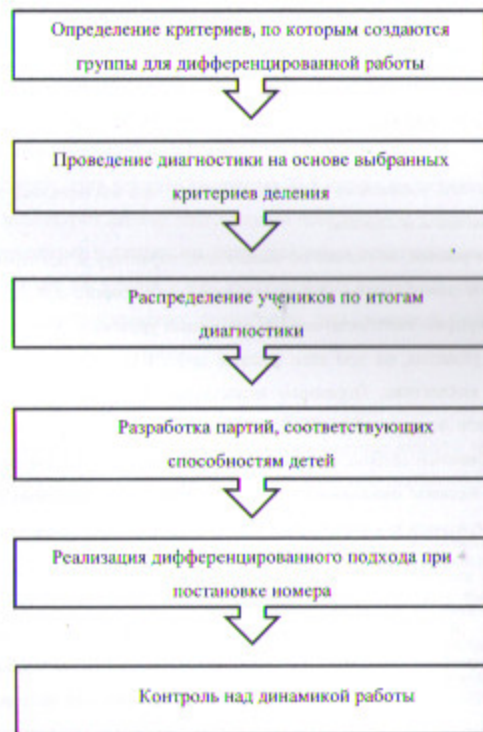 Определение критериев, по которым создаются
группы для дифференцированной работы
Проведение диагностики на основе выбранных
критериев деления
Распределение учеников по итогам
диагностики
Разработка партий, соответствующих
способностям детей
Реализация дифференцированного подхода при
постановке номера
Контроль над динамикой работы